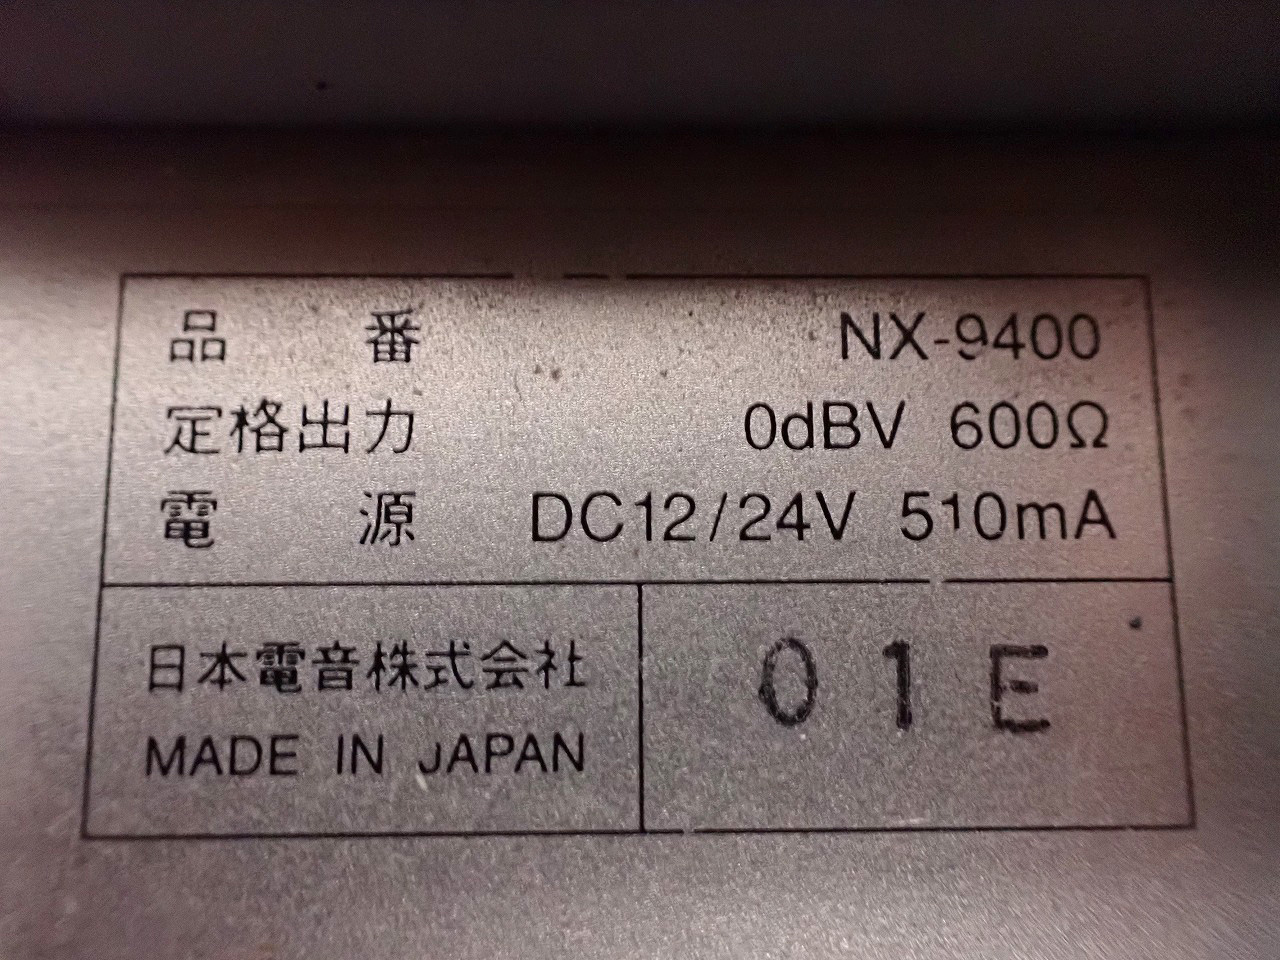 品番 NX-9400
定格出力 0dBV 600Ω
電源 DC12/24V 510mA
日本電音株式会社
MADE IN JAPAN
01E